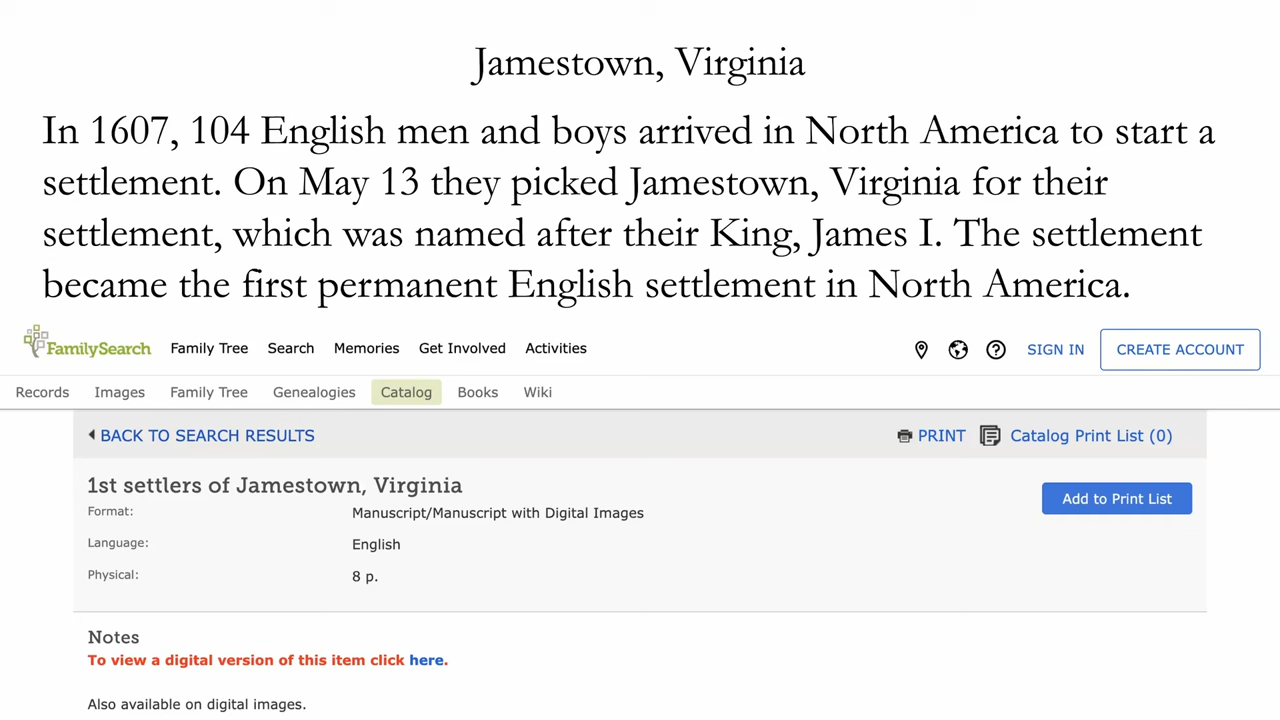 Jamestown, Virginia
In 1607, 104 English men and boys arrived in North America to start a
settlement. On May 13 they picked Jamestown, Virginia for their
settlement, which was named after their King, James I. The settlement
became the first permanent English settlement in North America.
FamilySearch Family Tree Search Memories Get Involved Activities SIGN IN CREATE ACCOUNT
Records Images Family Tree Genealogies Catalog Books Wiki
BACK TO SEARCH RESULTS PRINT Catalog Print List (0)
1st settlers of Jamestown, Virginia
Add to Print List
Format: Manuscript/Manuscript with Digital Images
Language: English
Physical: 8 p.
Notes
To view a digital version of this item click here.
Also available on digital images.